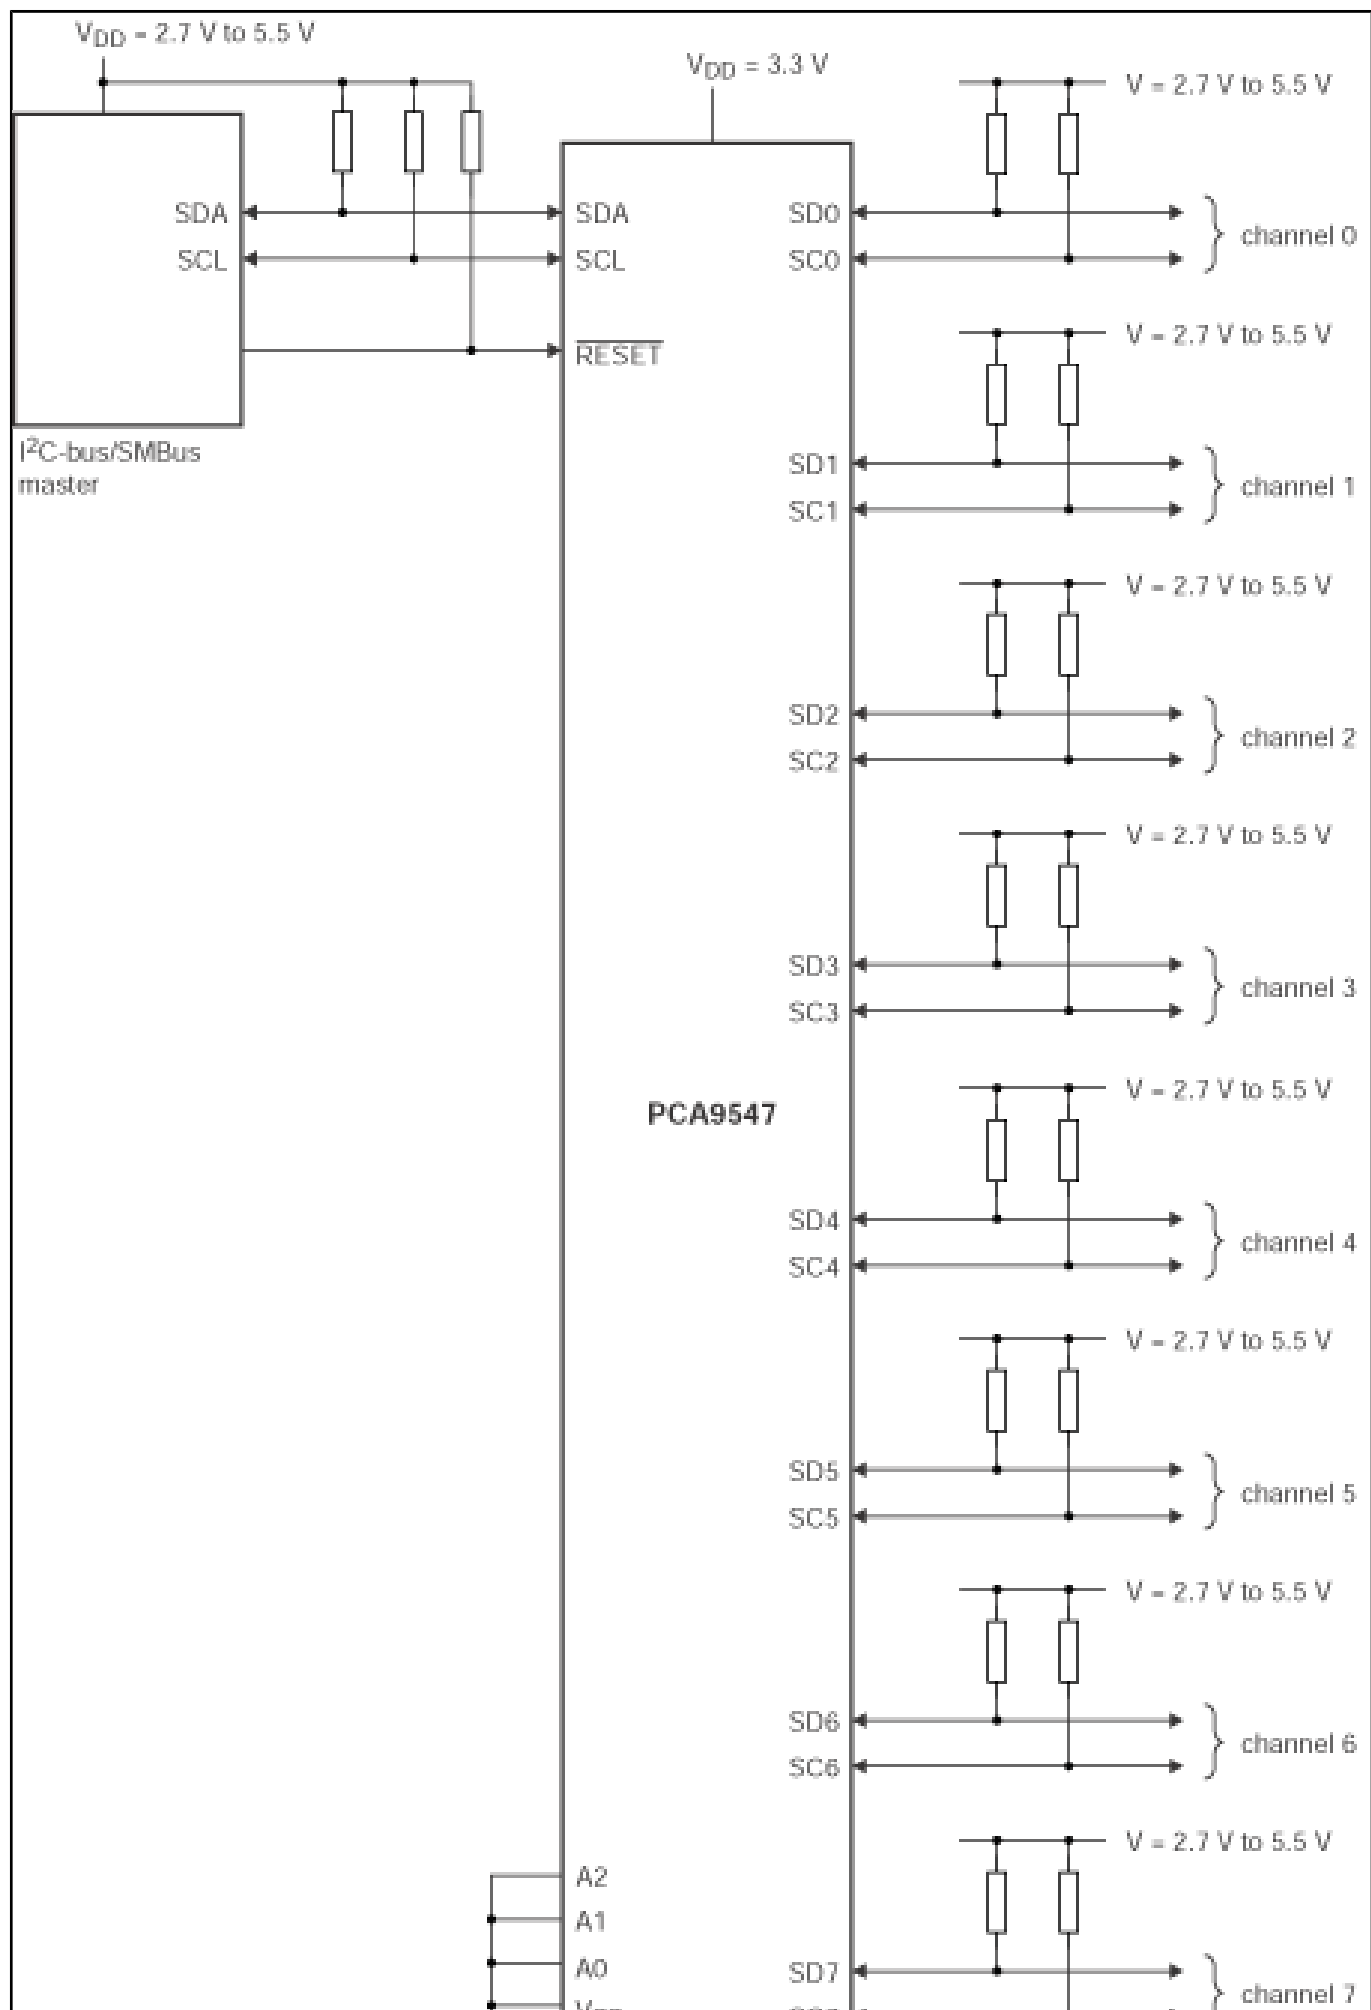 VDD = 2.7 V to 5.5 V
VDD = 3.3 V
V = 2.7 V to 5.5 V
SDA
SCL
SDA
SCL
RESET
I²C-bus/SMBus
master
SD0
SC0
channel 0
V = 2.7 V to 5.5 V
SD1
SC1
channel 1
V = 2.7 V to 5.5 V
SD2
SC2
channel 2
V = 2.7 V to 5.5 V
SD3
SC3
channel 3
PCA9547
V = 2.7 V to 5.5 V
SD4
SC4
channel 4
V = 2.7 V to 5.5 V
SD5
SC5
channel 5
V = 2.7 V to 5.5 V
SD6
SC6
channel 6
V = 2.7 V to 5.5 V
A2
A1
A0
SD7
channel 7